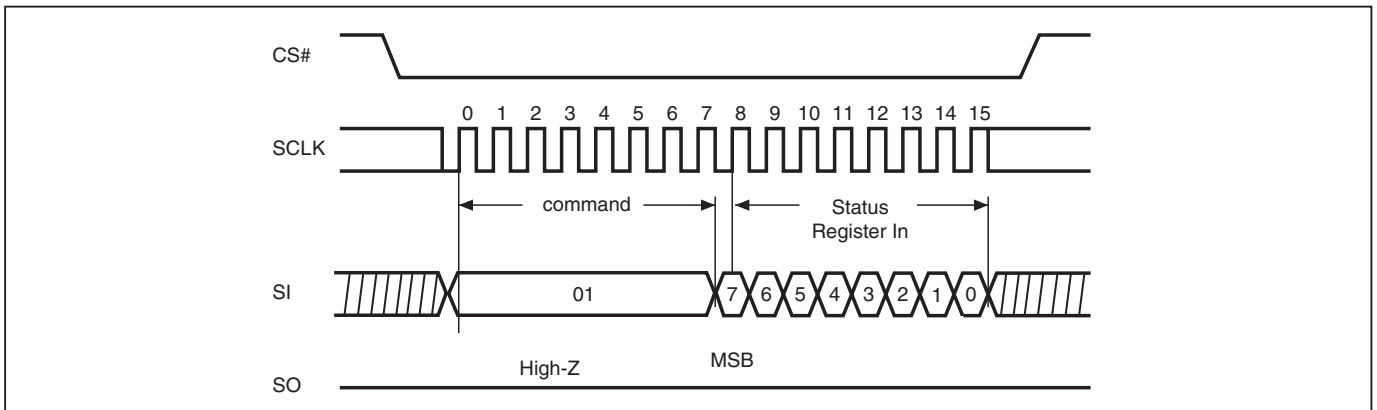 CS#
0 1 2 3 4 5 6 7 8 9 10 11 12 13 14 15
SCLK
command
Status
Register In
SI
01
7 6 5 4 3 2 1 0
High-Z
MSB
SO